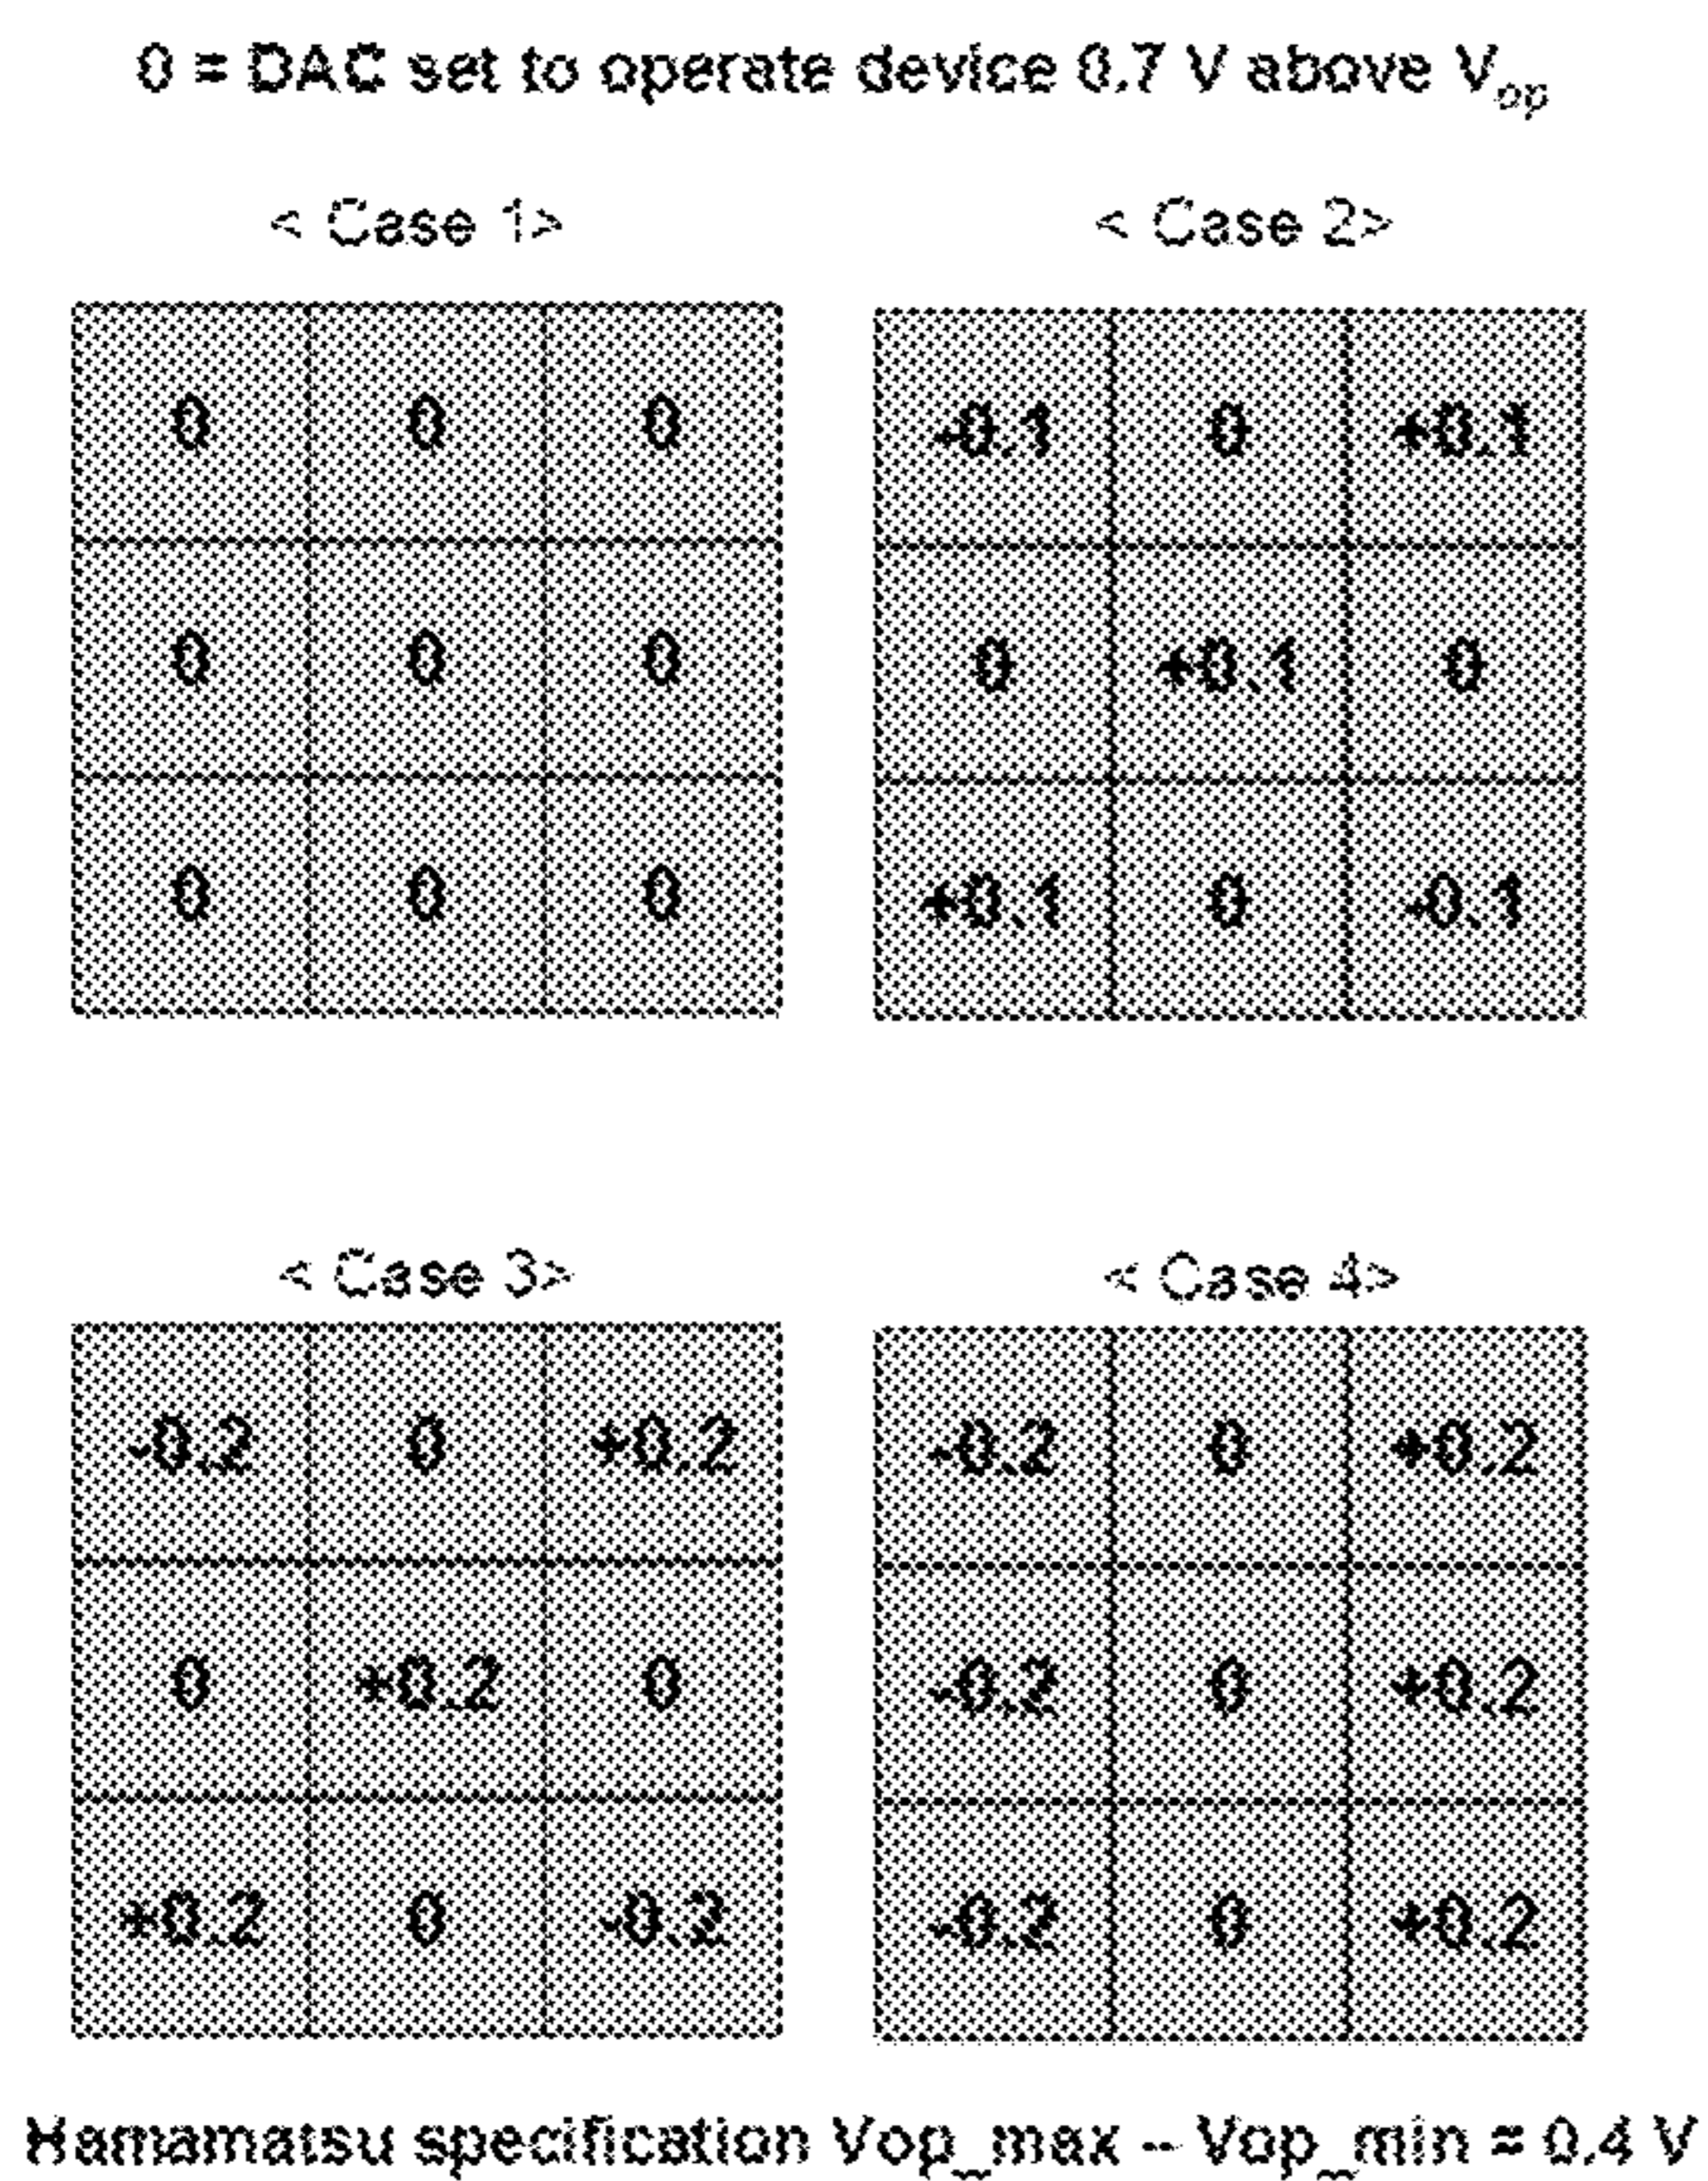 0 = DAC set to operate device 0.7 V above Vop
< Case 1> < Case 2>
0 0 0 -0.1 0 +0.1
0 0 0 0 +0.1 0
0 0 0 +0.1 0 -0.1
< Case 3> < Case 4>
-0.2 0 +0.2 -0.2 0 +0.2
0 +0.2 0 -0.2 0 +0.2
+0.2 0 -0.2 -0.2 0 +0.2
Hamamatsu specification Vop_max – Vop_min = 0.4 V